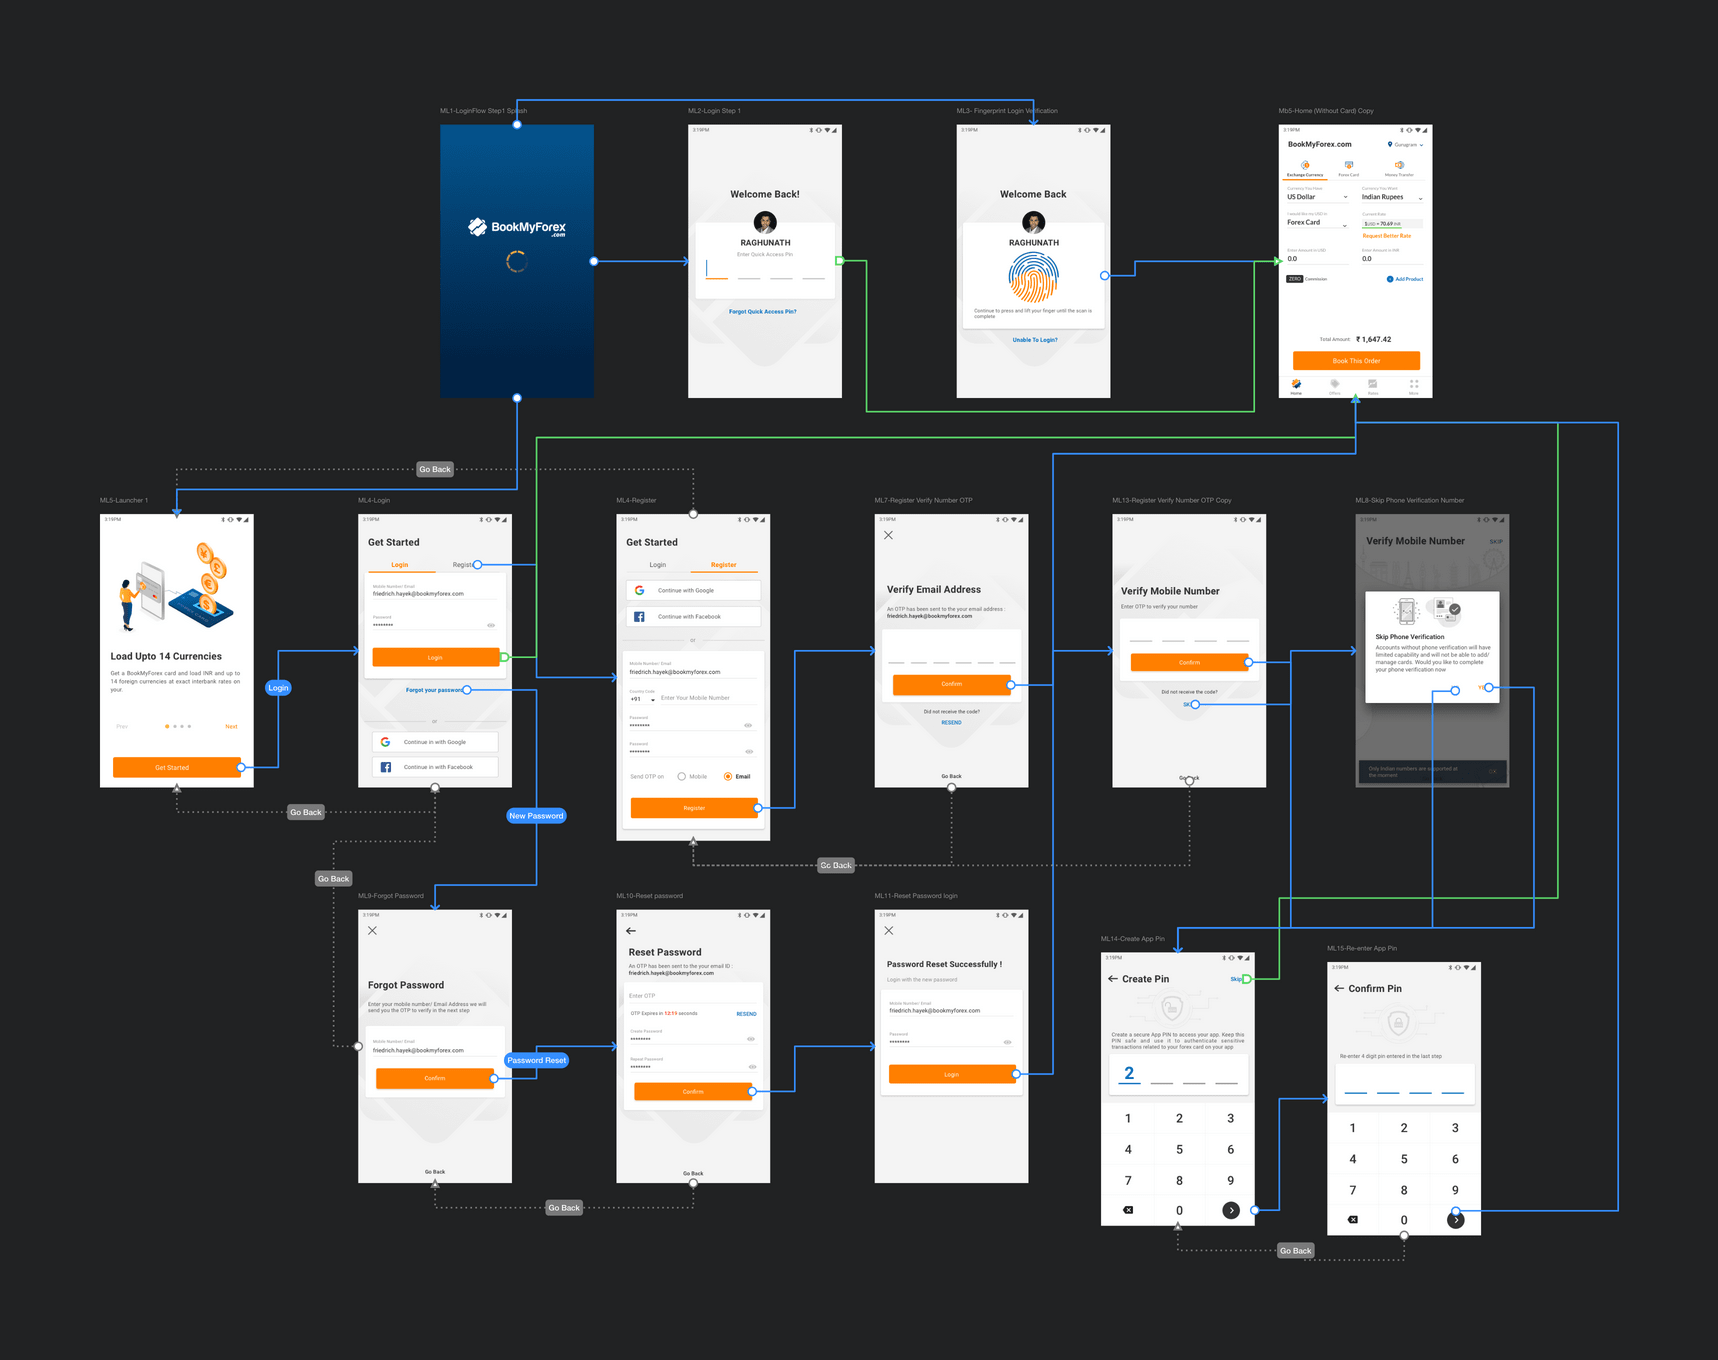 ML1-LoginFlow Step1 Splash
BookMyForex
.com
ML2-Login Step 1
3:19PM
Welcome Back!
RAGHUNATH
Enter Quick Access Pin
Forgot Quick Access Pin?
ML3- Fingerprint Login Verification
3:19PM
Welcome Back
RAGHUNATH
Continue to press and lift your finger until the scan is
complete
Unable To Login?
Mb5-Home (Without Card) Copy
3:19PM
BookMyForex.com
Gurugram
Exchange Currency
Forex Card
Money Transfer
Currency You Have
Currency You Want
US Dollar
Indian Rupees
Current Rate
Forex Card
$USD = 70.69 INR
Request Better Rate
Enter Amount in USD
Enter Amount in INR
0.0
0.0
ZERO Commission
Add Product
Total Amount ₹ 1,647.42
Book This Order
Home
Offers
More
Go Back
ML5-Launcher 1
3:19PM
Load Upto 14 Currencies
Get a BookMyForex card and load INR and up to
14 foreign currencies at exact interbank rates on
your
Prev
Next
Get Started
Login
Go Back
ML4-Login
3:19PM
Get Started
Login
Regist
Mobile Number/ Email
friedrich.hayek@bookmyforex.com
Password
********
Login
Forgot your password
or
Continue in with Google
Continue in with Facebook
New Password
Go Back
ML4-Register
3:19PM
Get Started
Login
Register
Continue with Google
Continue with Facebook
or
Mobile Number/ Email
friedrich.hayek@bookmyforex.com
Country Code
+91
Enter Your Mobile Number
Password
********
Password
********
Send OTP on
Mobile
Email
Register
Go Back
ML7-Register Verify Number OTP
3:19PM
Verify Email Address
An OTP has been sent to the your email address :
friedrich.hayek@bookmyforex.com
Confirm
Did not receive the code?
RESEND
Go Back
ML13-Register Verify Number OTP Copy
3:19PM
Verify Mobile Number
Enter OTP to verify your number
Confirm
Did not receive the code?
SK
Go ck
ML8-Skip Phone Verification Number
3:19PM
Verify Mobile Number
SKIP
Skip Phone Verification
Accounts without phone verification will have
limited capability and will not be able to add/
manage cards. Would you like to complete
your phone verification now
Only Indian numbers are supported at
the moment
OK
ML9-Forgot Password
3:19PM
Forgot Password
Enter your mobile number/ Email Address we will
send you the OTP to verify in the next step
Mobile Number/ Email
friedrich.hayek@bookmyforex.com
Confirm
Go Back
Password Reset
Go Back
ML10-Reset password
3:19PM
Reset Password
An OTP has been sent to the your email ID :
friedrich.hayek@bookmyforex.com
Enter OTP
OTP Expires in 12:11 seconds
RESEND
Create Password
********
Repeat Password
********
Confirm
Go Back
ML11-Reset Password login
3:19PM
Password Reset Successfully !
Login with the new password
Mobile Number/ Email
friedrich.hayek@bookmyforex.com
Password
********
Login
ML14-Create App Pin
3:19PM
Create Pin
Skip
Create a secure App PIN to access your app. Keep this
PIN safe and use it to authenticate sensitive
transactions related to your forex card on your app
2
1 2 3
4 5 6
7 8 9
0
Go Back
ML15-Re-enter App Pin
3:19PM
Confirm Pin
Re-enter 4 digit pin entered in the last step
1 2 3
4 5 6
7 8 9
0